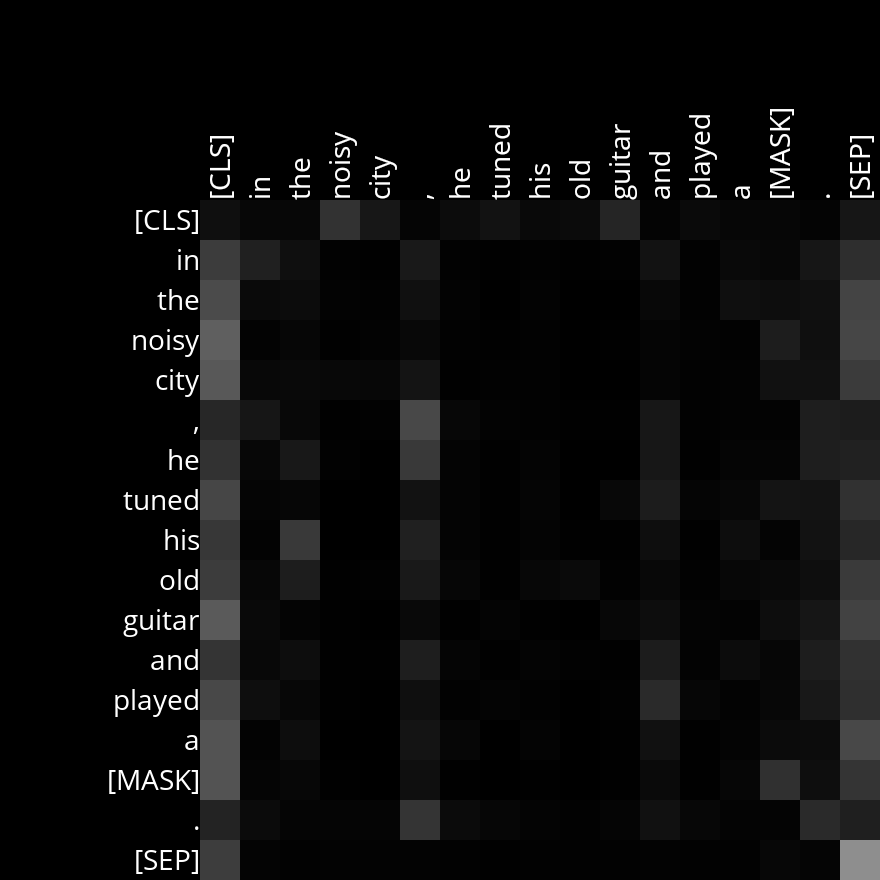 [CLS] in the noisy city , he tuned his old guitar and played a [MASK] . [SEP]
[CLS]
in
the
noisy
city
,
he
tuned
his
old
guitar
and
played
a
[MASK]
.
[SEP]